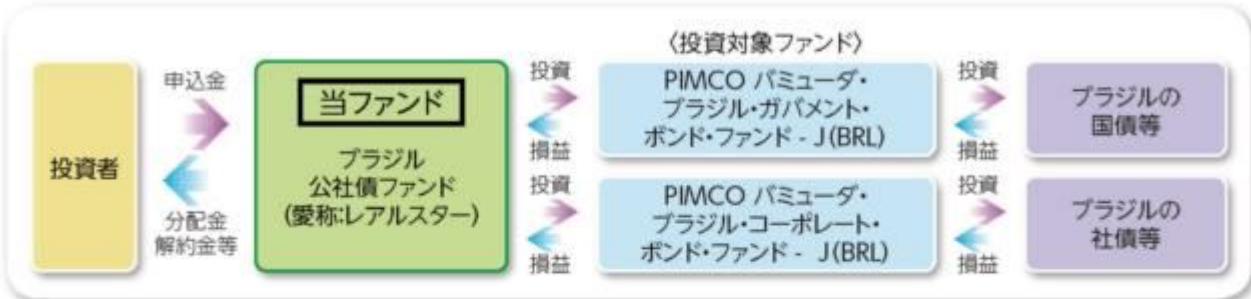 〈投資対象ファンド〉
投資者
申込金
分配金
解約金等
当ファンド
ブラジル
公社債ファンド
(愛称:レアルスター)
投資
損益
PIMCO バミューダ・
ブラジル・ガバメント・
ボンド・ファンド - J(BRL)
投資
損益
ブラジルの
国債等
投資
損益
PIMCO バミューダ・
ブラジル・コーポレート・
ボンド・ファンド - J(BRL)
投資
損益
ブラジルの
社債等